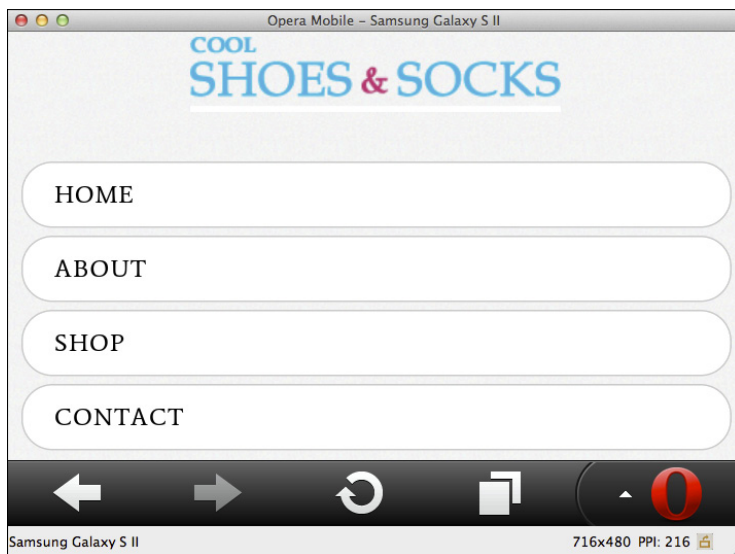 Opera Mobile – Samsung Galaxy S II
COOL
SHOES & SOCKS
HOME
ABOUT
SHOP
CONTACT
Samsung Galaxy S II
716x480 PPI: 216